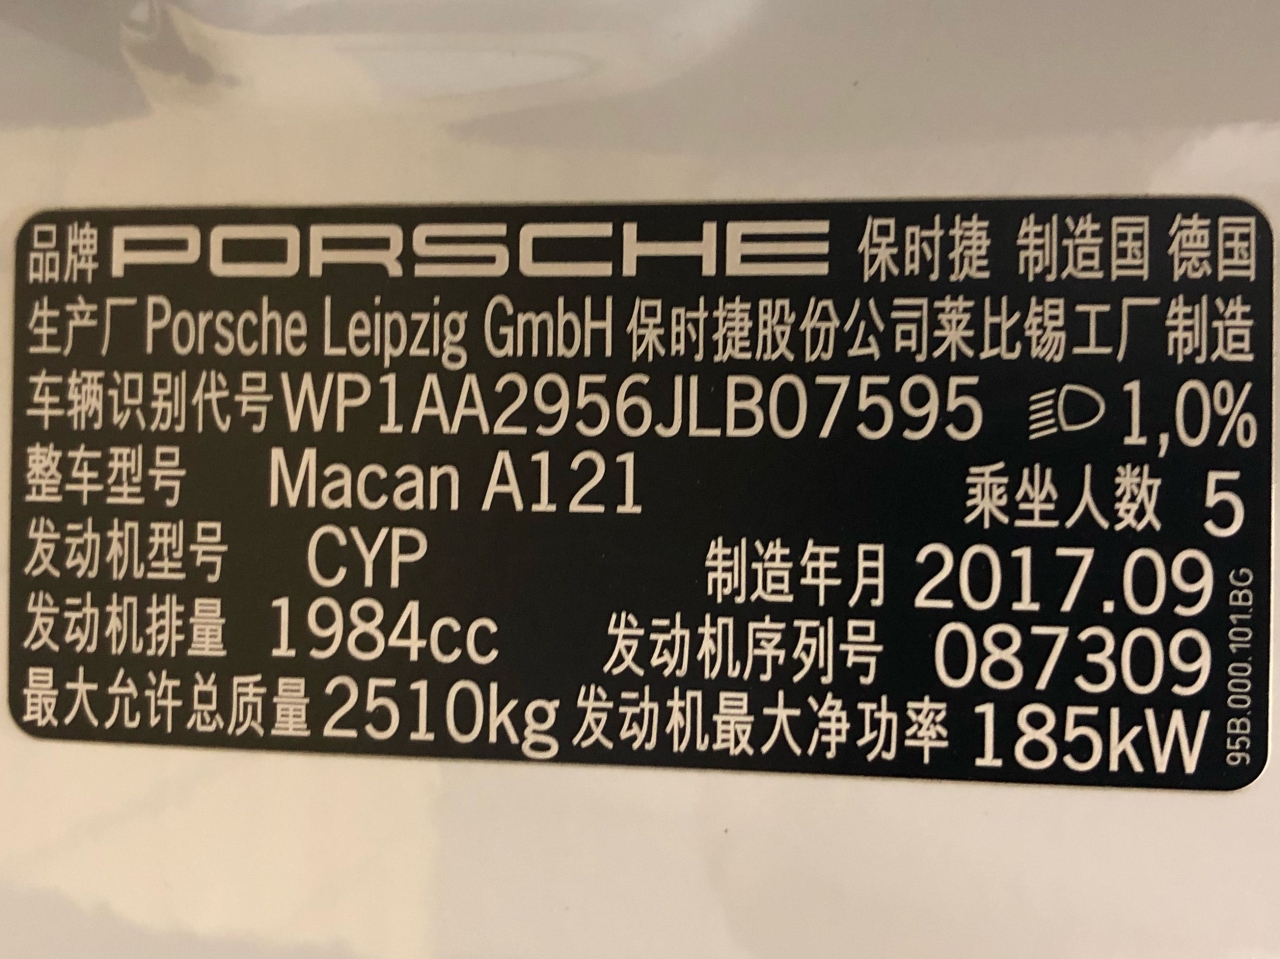 品牌 PORSCHE 保时捷 制造国 德国
生产厂 Porsche Leipzig GmbH 保时捷股份公司莱比锡工厂 制造
车辆识别代号 WP1AA2956JLB07595 1,0%
整车型号 Macan A121 乘坐人数 5
发动机型号 CYP 制造年月 2017.09
发动机排量 1984cc 发动机序列号 087309
最大允许总质量 2510kg 发动机最大净功率 185kW
95B.000.101.BG